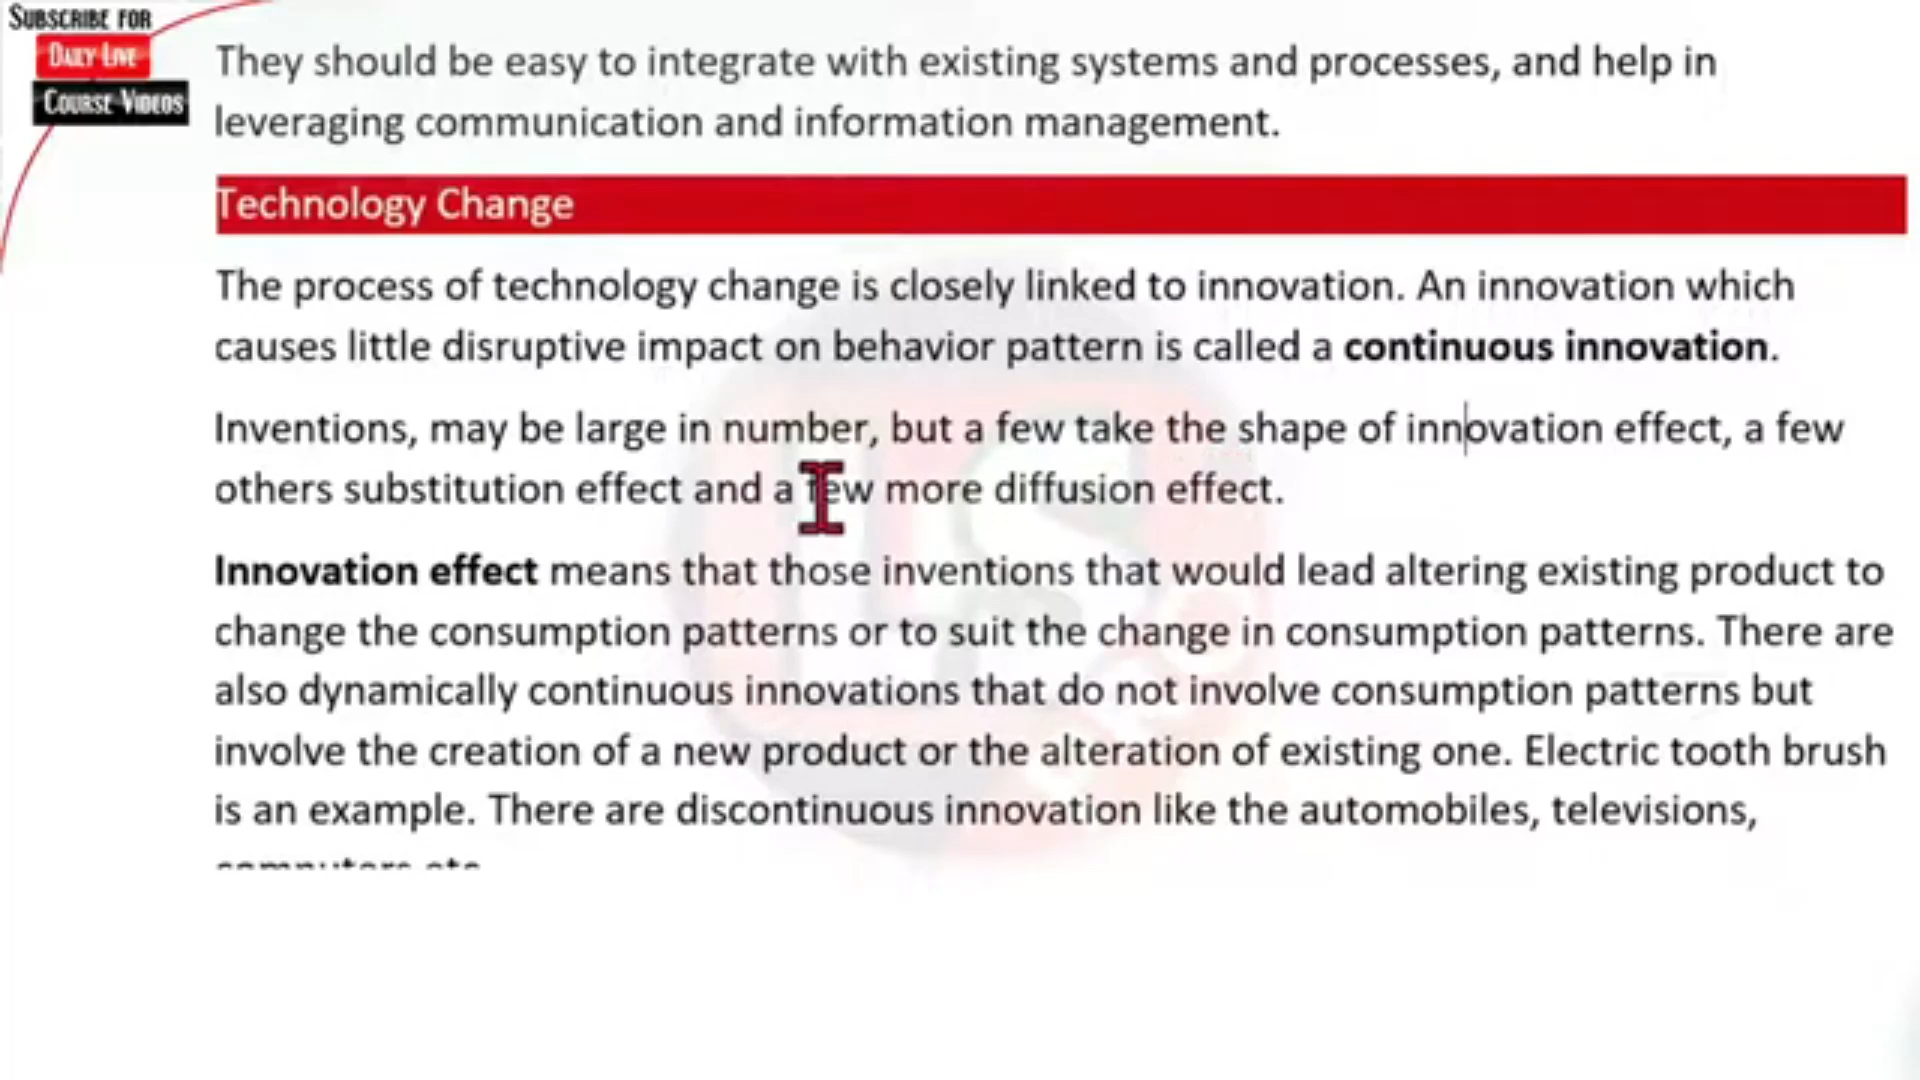 SUBSCRIBE FOR
DAILY LIVE
COURSE VIDEOS
They should be easy to integrate with existing systems and processes, and help in
leveraging communication and information management.
Technology Change
The process of technology change is closely linked to innovation. An innovation which
causes little disruptive impact on behavior pattern is called a continuous innovation.
Inventions, may be large in number, but a few take the shape of innovation effect, a few
others substitution effect and a few more diffusion effect.
Innovation effect means that those inventions that would lead altering existing product to
change the consumption patterns or to suit the change in consumption patterns. There are
also dynamically continuous innovations that do not involve consumption patterns but
involve the creation of a new product or the alteration of existing one. Electric tooth brush
is an example. There are discontinuous innovation like the automobiles, televisions,
computers etc